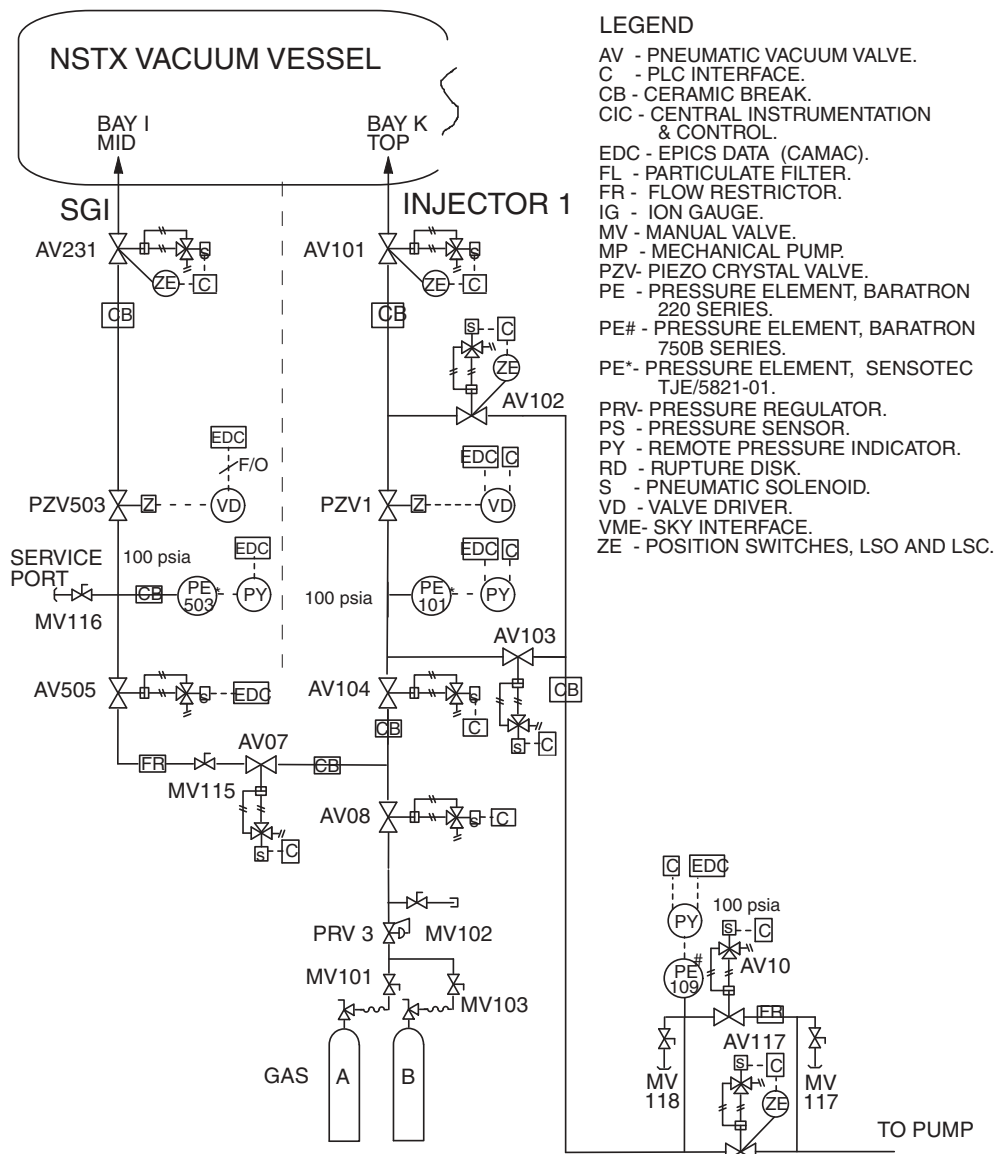 NSTX VACUUM VESSEL
BAY I
MID
BAY K
TOP
SGI
INJECTOR 1
AV231
S
ZE
C
CB
AV101
S
ZE
C
CB
S
C
ZE
AV102
EDC
F/O
PZV503
Z
VD
EDC
C
PZV1
Z
VD
SERVICE
PORT
100 psia
EDC
MV116
CB
PE
503
*
PY
100 psia
EDC
C
PE
101
*
PY
AV103
S
C
CB
AV505
S
EDC
AV104
S
C
CB
AV07
FR
MV115
CB
S
C
AV08
S
C
PRV 3
MV102
MV101
MV103
GAS
A
B
C
EDC
PY
100 psia
S
C
AV10
PE
109
#
FR
AV117
S
C
ZE
MV
118
MV
117
TO PUMP
LEGEND
AV - PNEUMATIC VACUUM VALVE.
C - PLC INTERFACE.
CB - CERAMIC BREAK.
CIC - CENTRAL INSTRUMENTATION
& CONTROL.
EDC - EPICS DATA (CAMAC).
FL - PARTICULATE FILTER.
FR - FLOW RESTRICTOR.
IG - ION GAUGE.
MV - MANUAL VALVE.
MP - MECHANICAL PUMP.
PZV- PIEZO CRYSTAL VALVE.
PE - PRESSURE ELEMENT, BARATRON
220 SERIES.
PE# - PRESSURE ELEMENT, BARATRON
750B SERIES.
PE*- PRESSURE ELEMENT, SENSOTEC
TJE/5821-01.
PRV- PRESSURE REGULATOR.
PS - PRESSURE SENSOR.
PY - REMOTE PRESSURE INDICATOR.
RD - RUPTURE DISK.
S - PNEUMATIC SOLENOID.
VD - VALVE DRIVER.
VME- SKY INTERFACE.
ZE - POSITION SWITCHES, LSO AND LSC.